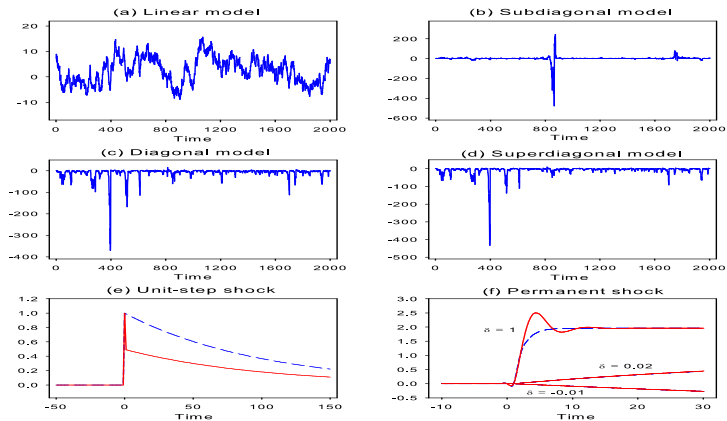 (a) Linear model
20
10
0
-10
0 400 800 1200 1600 2000
Time
(b) Subdiagonal model
200
0
-200
-400
-600
0 400 800 1200 1600 2000
Time
(c) Diagonal model
0
-100
-200
-300
-400
0 400 800 1200 1600 2000
Time
(d) Superdiagonal model
0
-100
-200
-300
-400
-500
0 400 800 1200 1600 2000
Time
(e) Unit-step shock
1.2
1.0
0.8
0.6
0.4
0.2
0.0
-50 0 50 100 150
Time
(f) Permanent shock
3.0
2.5
2.0
1.5
1.0
0.5
0.0
-0.5
δ = 1
δ = 0.02
δ = -0.01
-10 0 10 20 30
Time